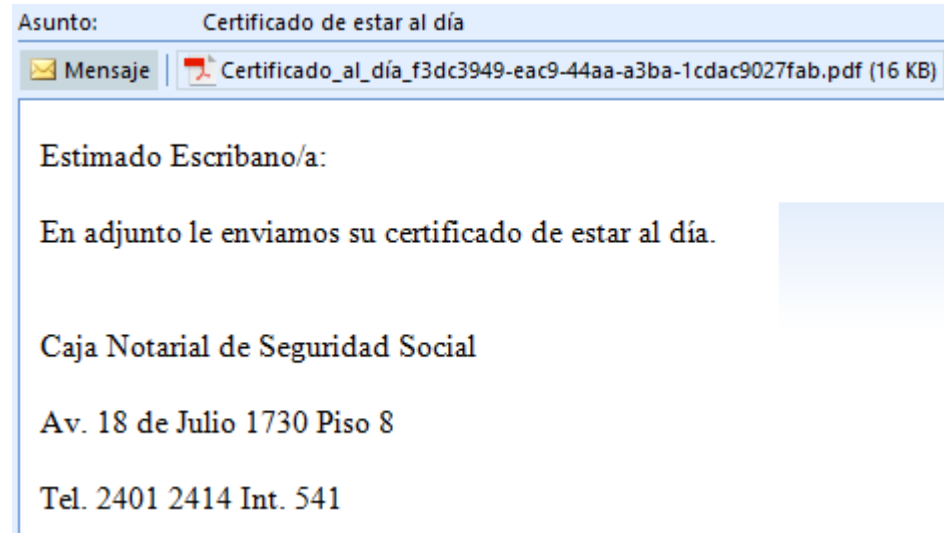 Asunto: Certificado de estar al día
Mensaje Certificado_al_día_f3dc3949-eac9-44aa-a3ba-1cdac9027fab.pdf (16 KB)
Estimado Escribano/a:
En adjunto le enviamos su certificado de estar al día.
Caja Notarial de Seguridad Social
Av. 18 de Julio 1730 Piso 8
Tel. 2401 2414 Int. 541